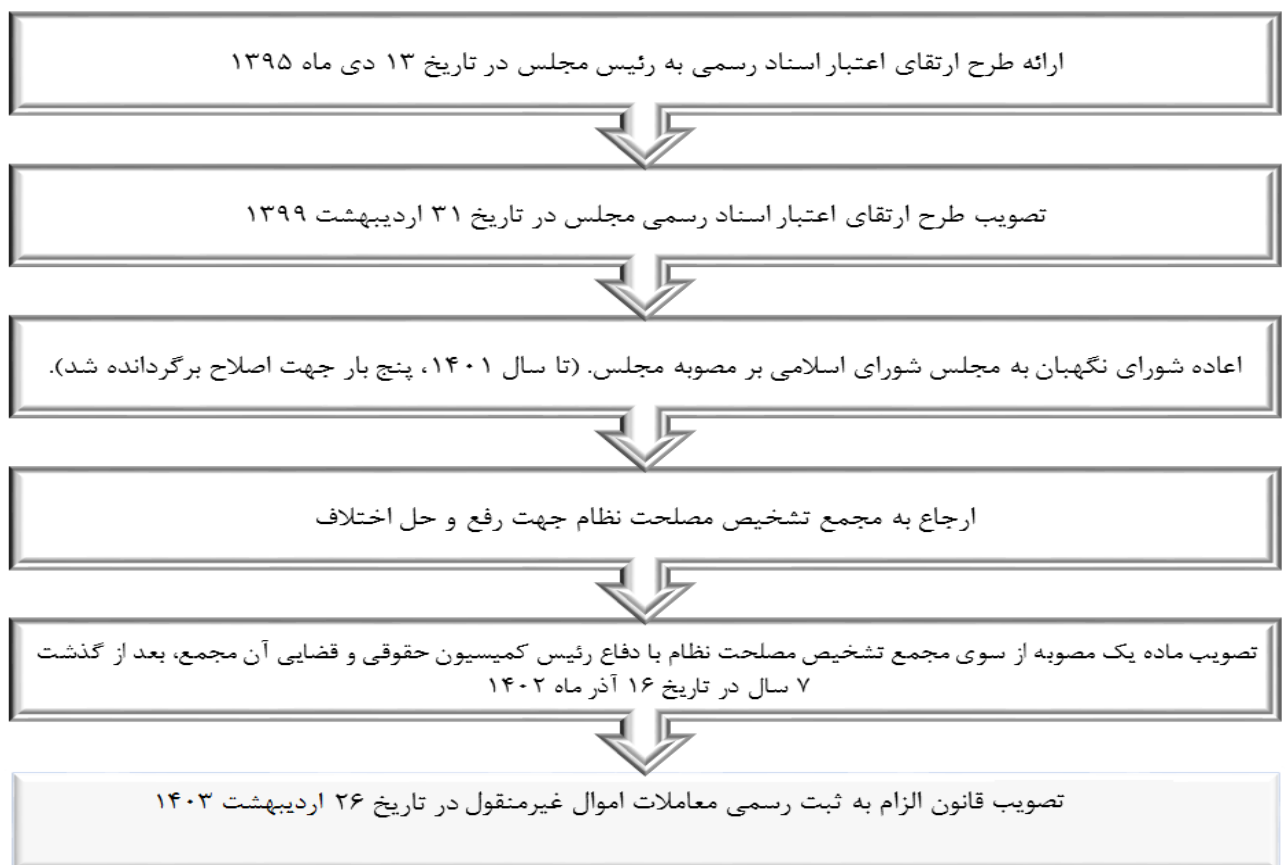 ارائه طرح ارتقای اعتبار اسناد رسمی به رئیس مجلس در تاریخ ۱۳ دی ماه ۱۳۹۵
تصویب طرح ارتقای اعتبار اسناد رسمی مجلس در تاریخ ۳۱ اردیبهشت ۱۳۹۹
اعاده شورای نگهبان به مجلس شورای اسلامی بر مصوبه مجلس. (تا سال ۱۴۰۱، پنج بار جهت اصلاح برگردانده شد).
ارجاع به مجمع تشخیص مصلحت نظام جهت رفع و حل اختلاف
تصویب ماده یک مصوبه از سوی مجمع تشخیص مصلحت نظام با دفاع رئیس کمیسیون حقوقی و قضایی آن مجمع، بعد از گذشت
۷ سال در تاریخ ۱۶ آذر ماه ۱۴۰۲
تصویب قانون الزام به ثبت رسمی معاملات اموال غیرمنقول در تاریخ ۲۶ اردیبهشت ۱۴۰۳